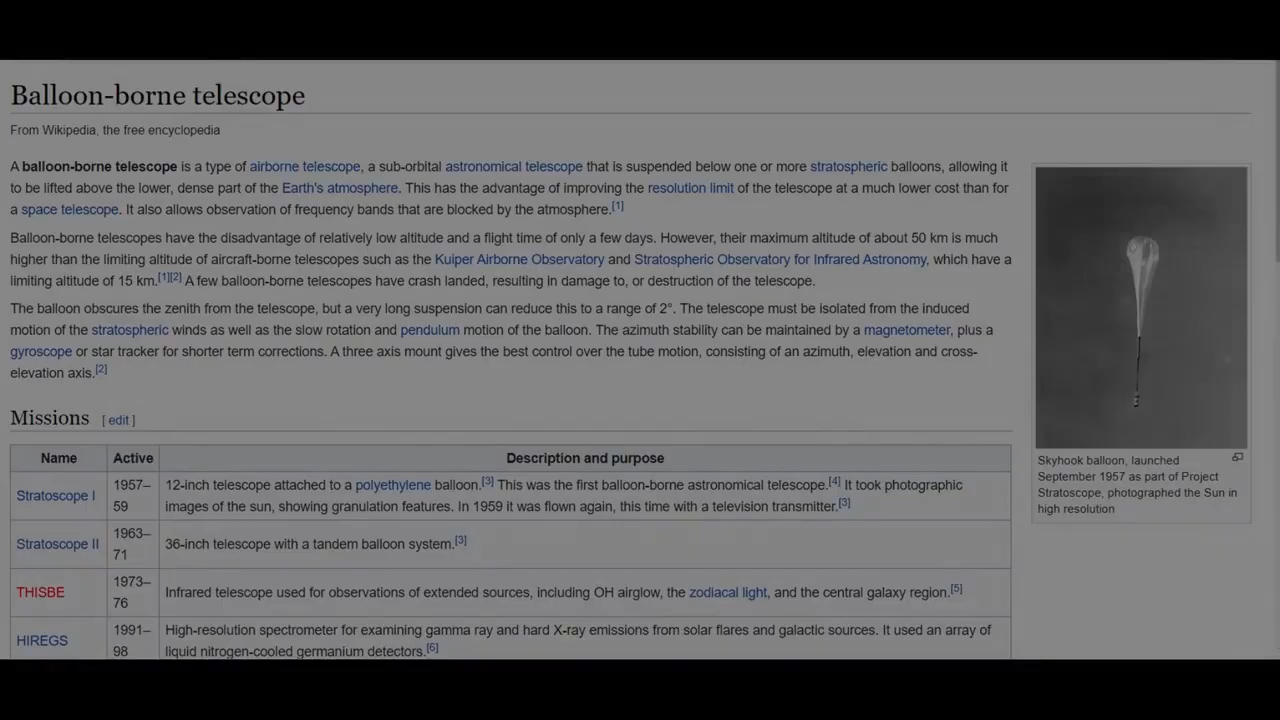 Balloon-borne telescope
From Wikipedia, the free encyclopedia
A balloon-borne telescope is a type of airborne telescope, a sub-orbital astronomical telescope that is suspended below one or more stratospheric balloons, allowing it
to be lifted above the lower, dense part of the Earth's atmosphere. This has the advantage of improving the resolution limit of the telescope at a much lower cost than for
a space telescope. It also allows observation of frequency bands that are blocked by the atmosphere.[1]
Balloon-borne telescopes have the disadvantage of relatively low altitude and a flight time of only a few days. However, their maximum altitude of about 50 km is much
higher than the limiting altitude of aircraft-borne telescopes such as the Kuiper Airborne Observatory and Stratospheric Observatory for Infrared Astronomy, which have a
limiting altitude of 15 km.[1][2] A few balloon-borne telescopes have crash landed, resulting in damage to, or destruction of the telescope.
The balloon obscures the zenith from the telescope, but a very long suspension can reduce this to a range of 2°. The telescope must be isolated from the induced
motion of the stratospheric winds as well as the slow rotation and pendulum motion of the balloon. The azimuth stability can be maintained by a magnetometer, plus a
gyroscope or star tracker for shorter term corrections. A three axis mount gives the best control over the tube motion, consisting of an azimuth, elevation and cross-
elevation axis.[2]
Skyhook balloon, launched
September 1957 as part of Project
Stratoscope, photographed the Sun in
high resolution
Missions [ edit ]
Name Active Description and purpose
Stratoscope I 1957–59 12-inch telescope attached to a polyethylene balloon.[3] This was the first balloon-borne astronomical telescope.[4] It took photographic
images of the sun, showing granulation features. In 1959 it was flown again, this time with a television transmitter.[3]
Stratoscope II 1963–71 36-inch telescope with a tandem balloon system.[3]
THISBE 1973–76 Infrared telescope used for observations of extended sources, including OH airglow, the zodiacal light, and the central galaxy region.[5]
HIREGS 1991–98 High-resolution spectrometer for examining gamma ray and hard X-ray emissions from solar flares and galactic sources. It used an array of
liquid nitrogen-cooled germanium detectors.[6]